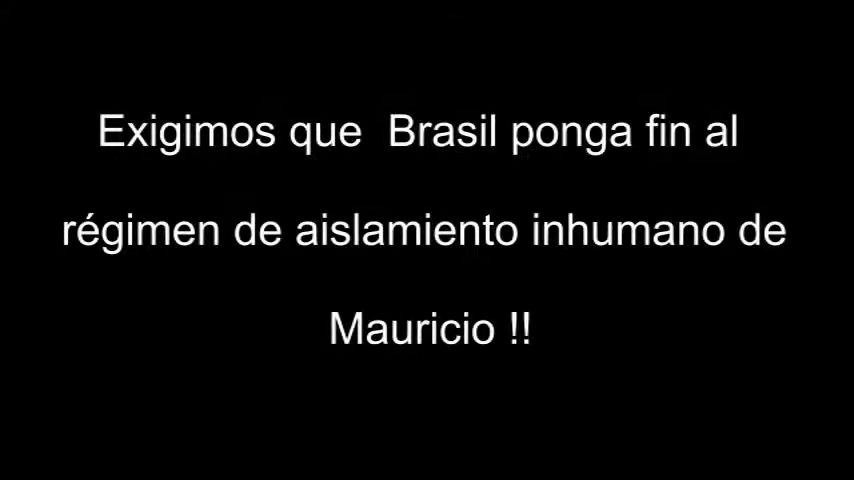 Exigimos que  Brasil ponga fin al
régimen de aislamiento inhumano de
Mauricio !!